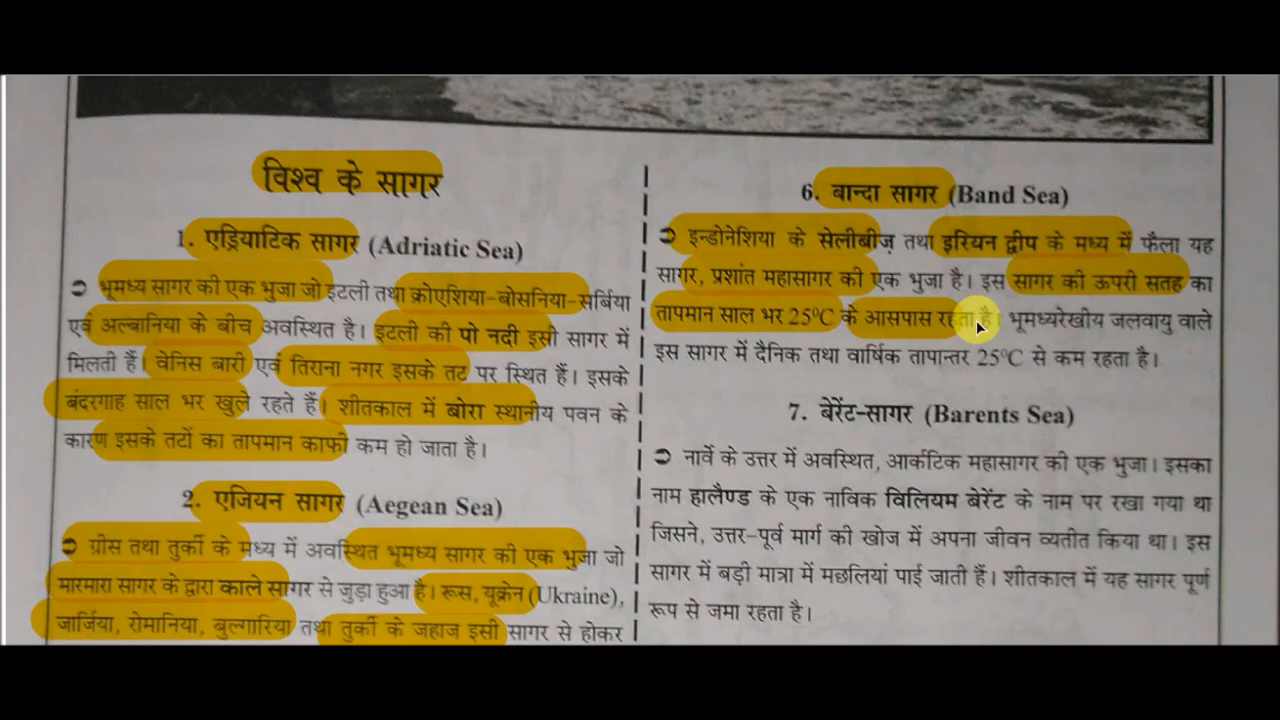 विश्व के सागर
1. एड्रियाटिक सागर (Adriatic Sea)
➲ भूमध्य सागर की एक भुजा जो इटली तथा क्रोएशिया-बोसनिया-सर्बिया
एवं अल्बानिया के बीच अवस्थित है। इटली की पो नदी इसी सागर में
मिलती हैं। वेनिस बारी एवं तिराना नगर इसके तट पर स्थित हैं। इसके
बंदरगाह साल भर खुले रहते हैं। शीतकाल में बोरा स्थानीय पवन के
कारण इसके तटों का तापमान काफी कम हो जाता है।
2. एजियन सागर (Aegean Sea)
➲ ग्रीस तथा तुर्की के मध्य में अवस्थित भूमध्य सागर की एक भुजा जो
मारमारा सागर के द्वारा काले सागर से जुड़ा हुआ है। रूस, यूक्रेन (Ukraine),
जार्जिया, रोमानिया, बुल्गारिया तथा तुर्की के जहाज इसी सागर से होकर
6. बान्दा सागर (Band Sea)
➲ इन्डोनेशिया के सेलीबीज़ तथा इरियन द्वीप के मध्य में फैला यह
सागर, प्रशांत महासागर की एक भुजा है। इस सागर की ऊपरी सतह का
तापमान साल भर 25°C के आसपास रहता है। भूमध्यरेखीय जलवायु वाले
इस सागर में दैनिक तथा वार्षिक तापान्तर 25°C से कम रहता है।
7. बेरेंट-सागर (Barents Sea)
➲ नार्वे के उत्तर में अवस्थित, आर्कटिक महासागर की एक भुजा। इसका
नाम हालैण्ड के एक नाविक विलियम बेरेंट के नाम पर रखा गया था
जिसने, उत्तर-पूर्व मार्ग की खोज में अपना जीवन व्यतीत किया था। इस
सागर में बड़ी मात्रा में मछलियां पाई जाती हैं। शीतकाल में यह सागर पूर्ण
रूप से जमा रहता है।